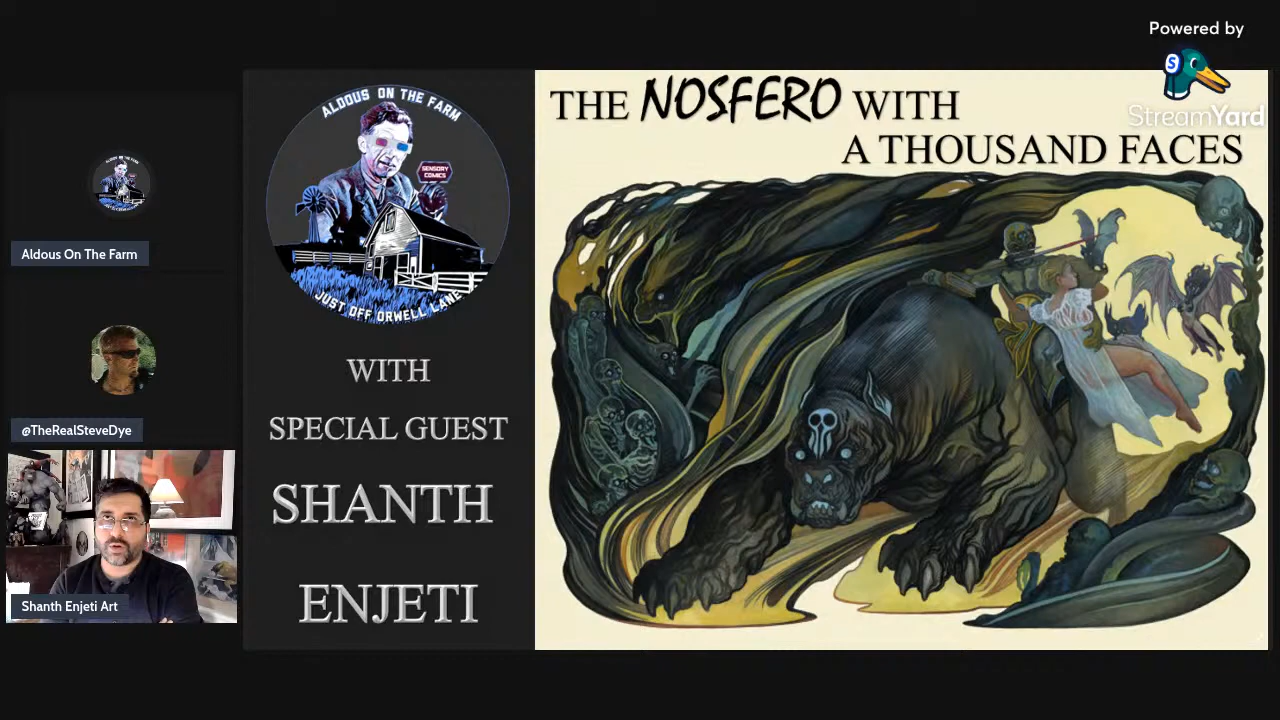 Powered by
StreamYard
Aldous On The Farm
@TheRealSteveDye
Shanth Enjeti Art
ALDOUS ON THE FARM
SENSORY
COMICS
JUST OFF ORWELL LANE
WITH
SPECIAL GUEST
SHANTH
ENJETI
THE NOSFERO WITH
A THOUSAND FACES